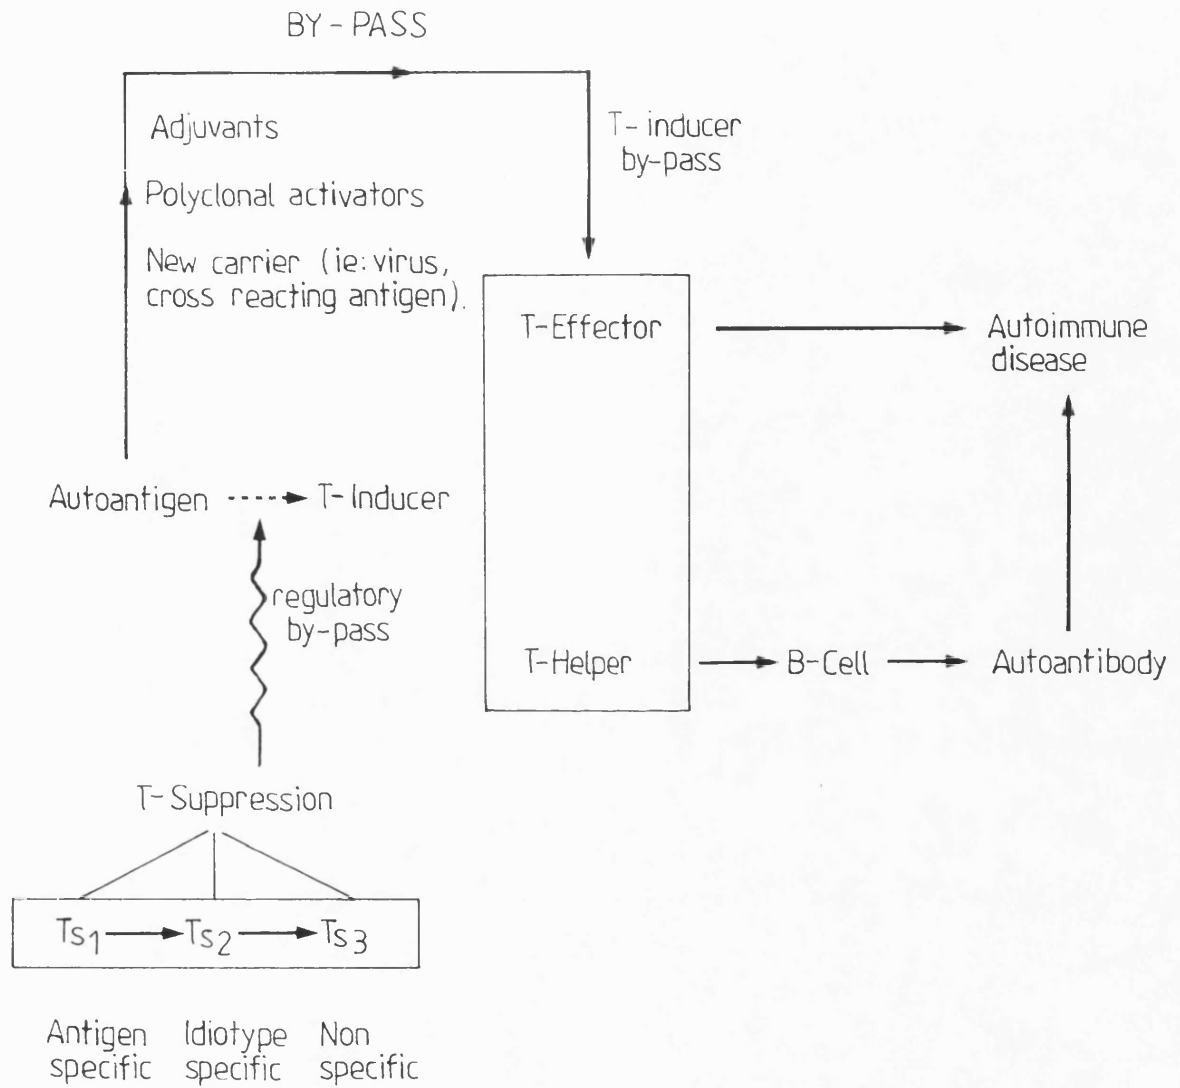 BY-PASS
Adjuvants
T-inducer
by-pass
Polyclonal activators
New carrier (ie: virus,
cross reacting antigen).
T-Effector
Autoimmune
disease
Autoantigen
T-Inducer
regulatory
by-pass
T-Helper
B-Cell
Autoantibody
T-Suppression
Ts1
Ts2
Ts3
Antigen
specific
Idiotype
specific
Non
specific